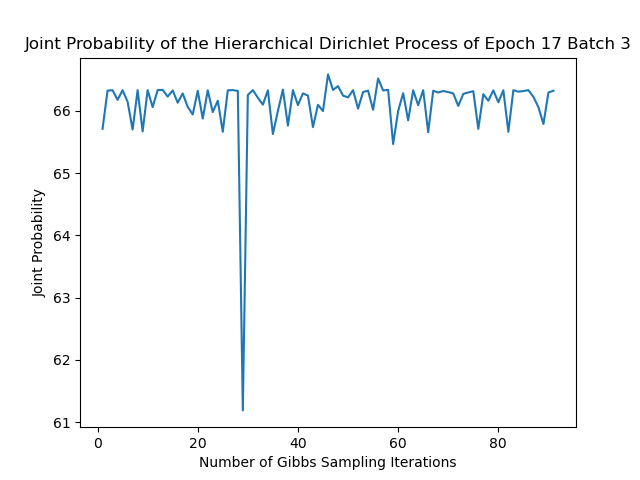 Joint Probability of the Hierarchical Dirichlet Process of Epoch 17 Batch 3
66
65
64
63
62
61
Joint Probability
0 20 40 60 80
Number of Gibbs Sampling Iterations